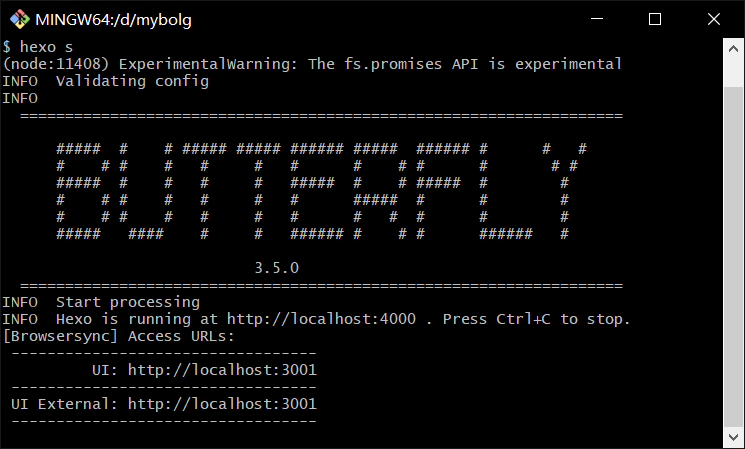 MINGW64:/d/mybolg
$ hexo s
(node:11408) ExperimentalWarning: The fs.promises API is experimental
INFO  Validating config
INFO
===================================================================
BUTTERFLY
3.5.0
===================================================================
INFO  Start processing
INFO  Hexo is running at http://localhost:4000 . Press Ctrl+C to stop.
[Browsersync] Access URLs:
----------------------------------
UI: http://localhost:3001
----------------------------------
UI External: http://localhost:3001
----------------------------------